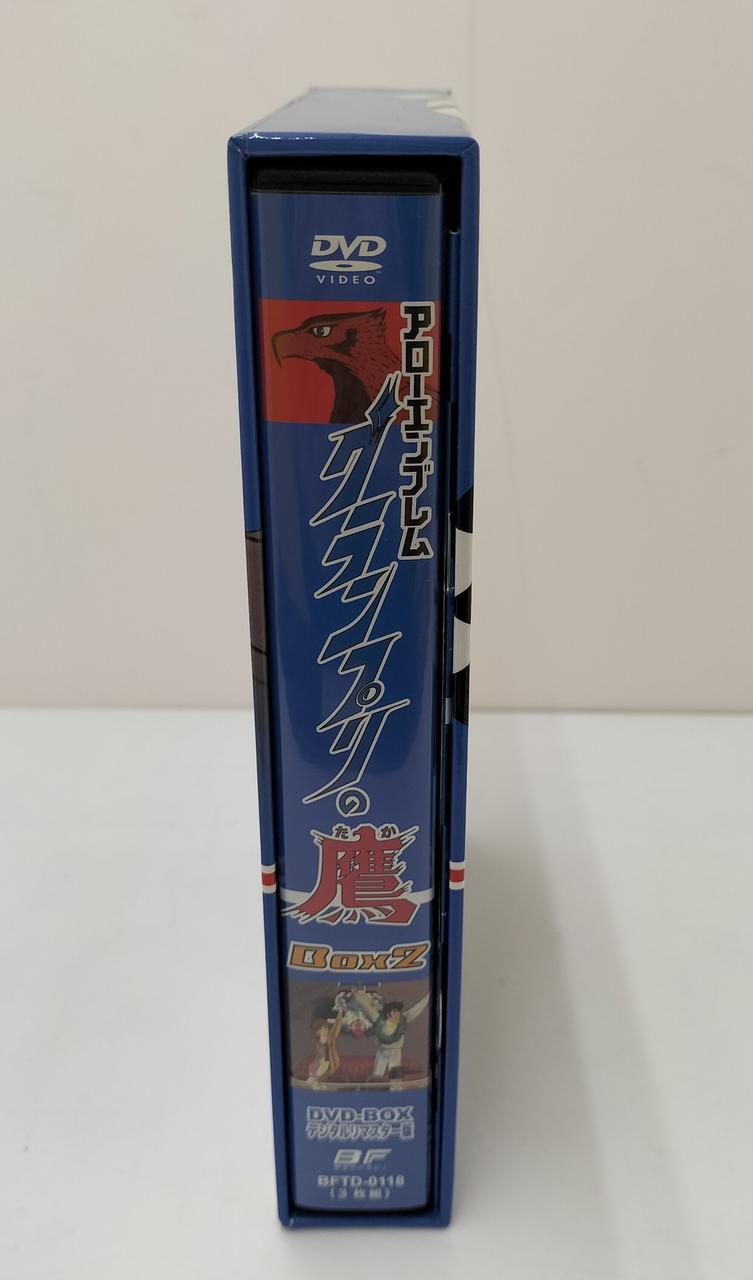 DVD
VIDEO
アローエンブレム
グランプリの
たか
鷹
Box2
DVD-BOX
デジタルリマスター版
BF
BFTD-0118
(3枚組)